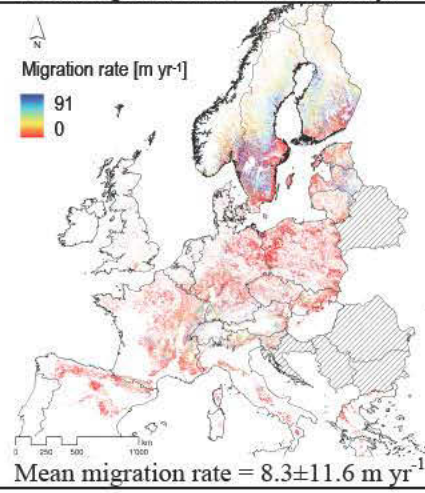 N
Migration rate [m yr-1]
91
0
km
0 250 500 1'000
Mean migration rate = 8.3±11.6 m yr-1